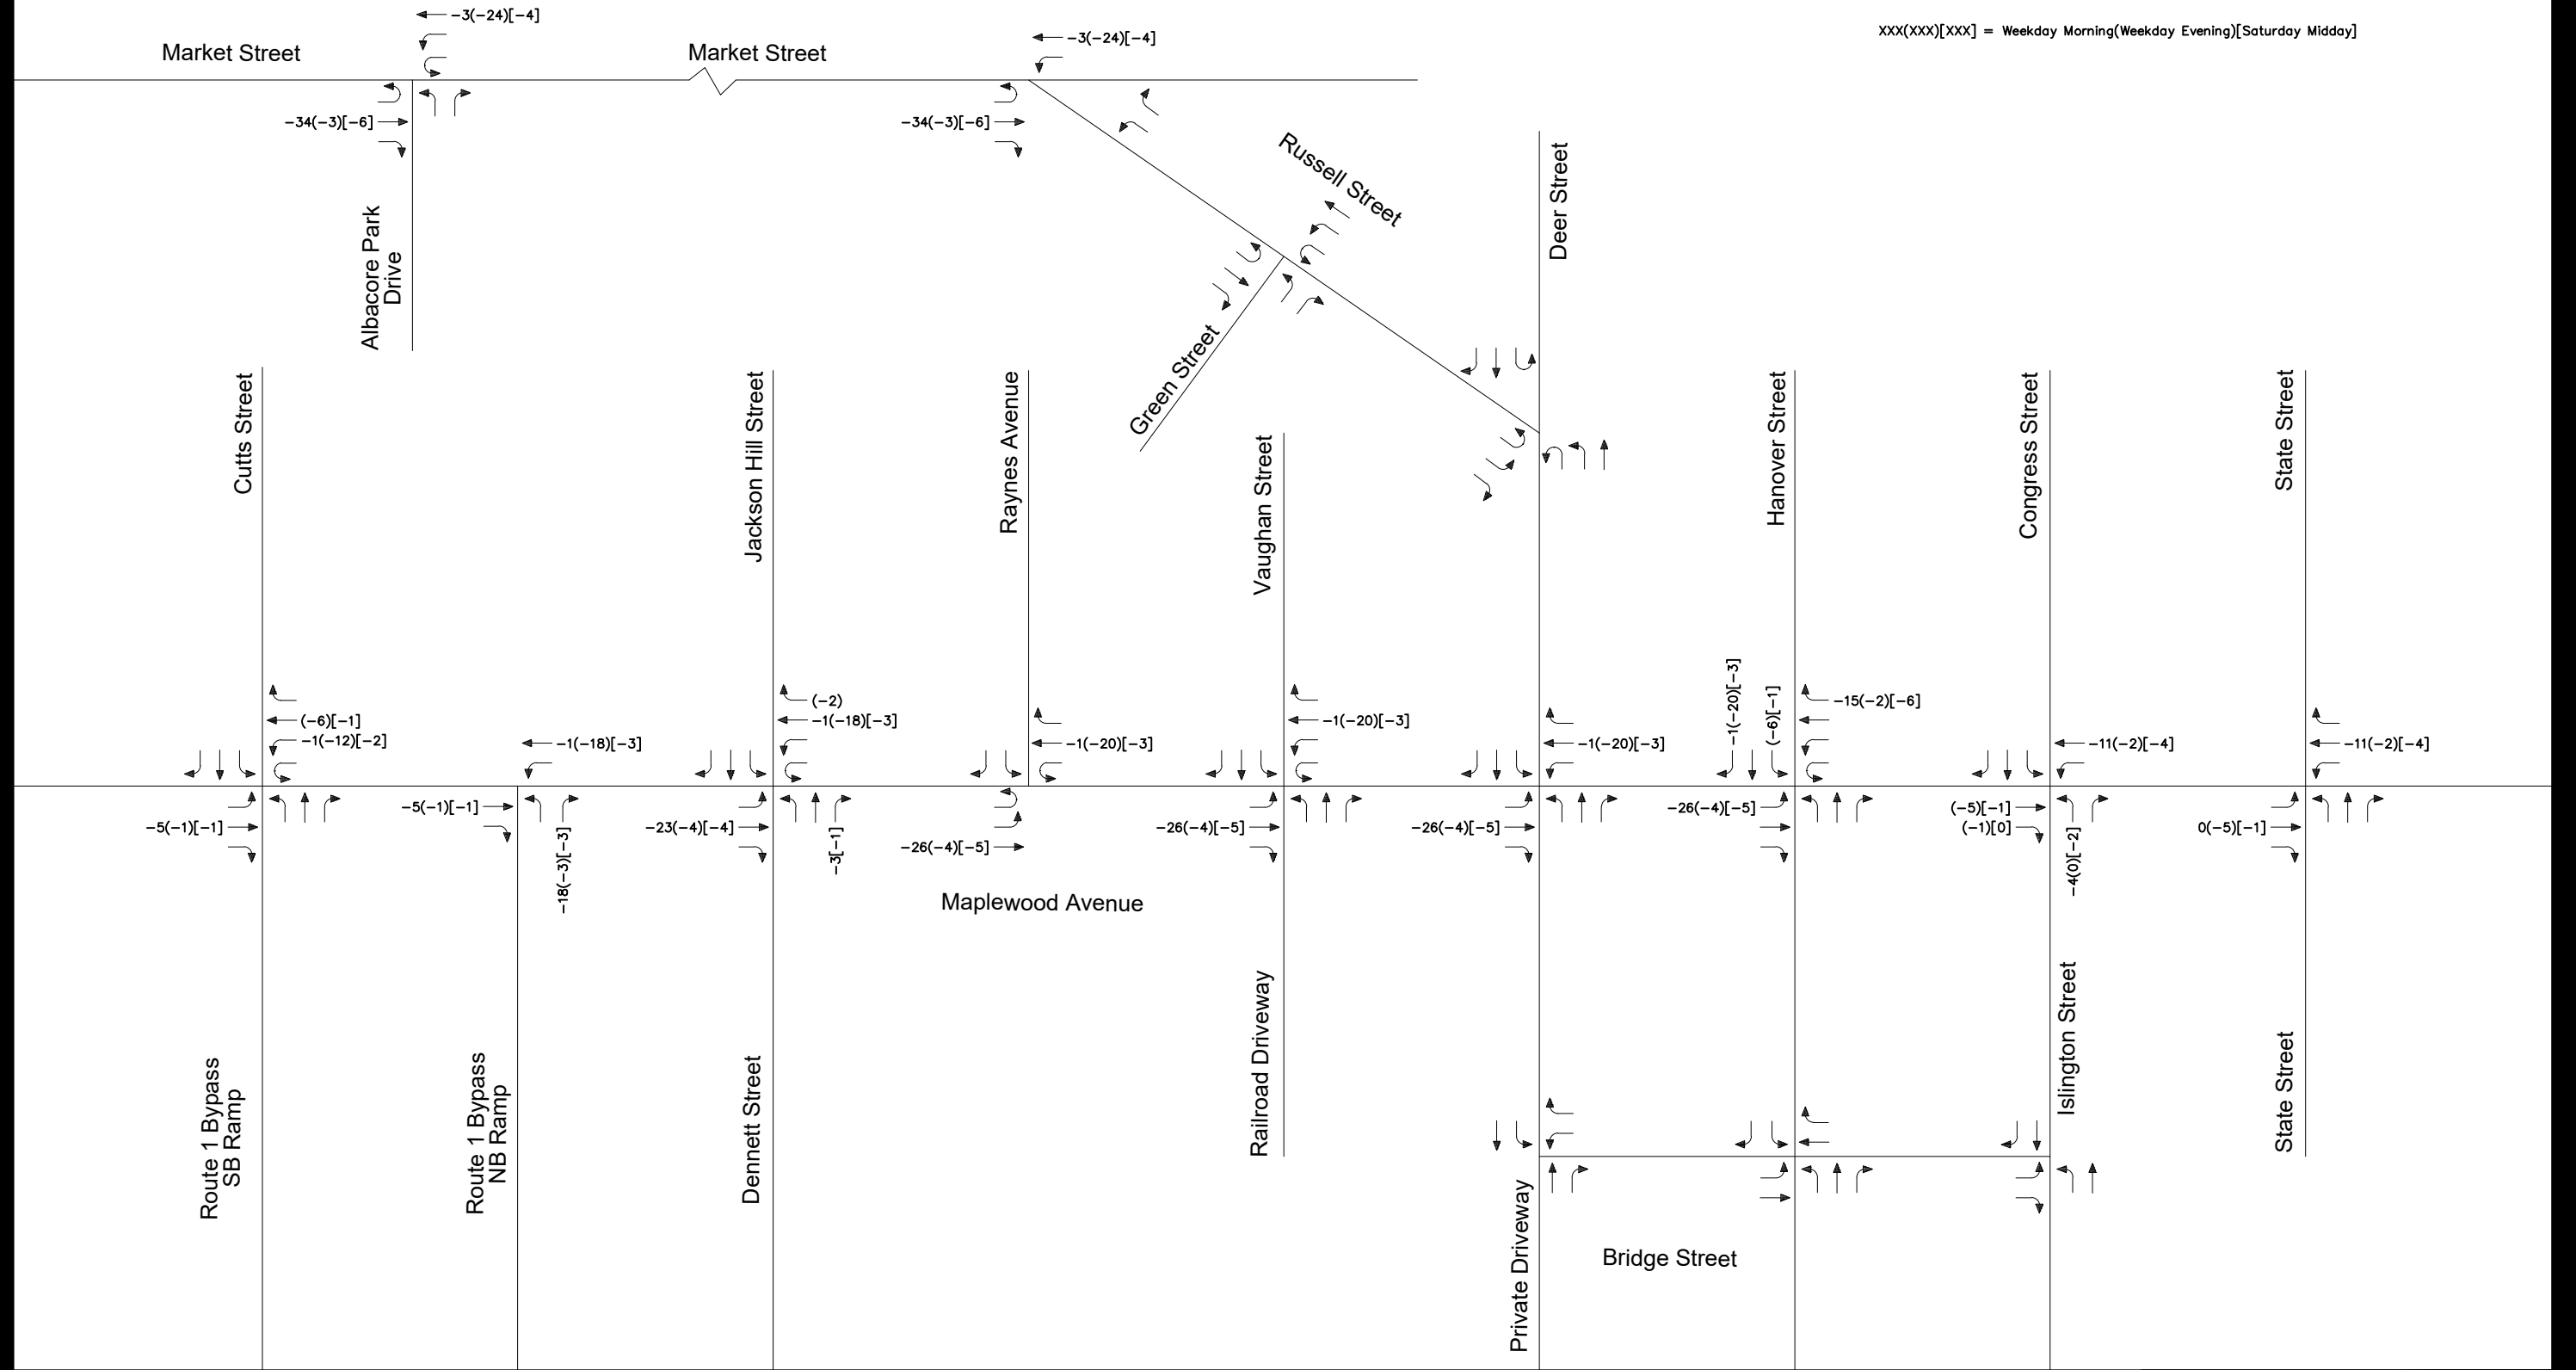 -3(-24)[-4]
XXX(XXX)[XXX] = Weekday Morning(Weekday Evening)[Saturday Midday]
-3(-24)[-4]
Market Street
Market Street
-34(-3)[-6]
-34(-3)[-6]
Russell Street
Deer Street
Albacore Park
Drive
Green Street
Cutts Street
Jackson Hill Street
Raynes Avenue
Vaughan Street
Hanover Street
Congress Street
State Street
-1(-20)[-3]
(-6)[-1]
(-2)
-15(-2)[-6]
(-6)[-1]
-1(-18)[-3]
-1(-20)[-3]
-1(-12)[-2]
-1(-18)[-3]
-1(-20)[-3]
-1(-20)[-3]
-11(-2)[-4]
-11(-2)[-4]
-5(-1)[-1]
-26(-4)[-5]
(-5)[-1]
-5(-1)[-1]
-23(-4)[-4]
-26(-4)[-5]
-26(-4)[-5]
(-1)[0]
0(-5)[-1]
-26(-4)[-5]
-18(-3)[-3]
-3[-1]
-4(0)[-2]
Maplewood Avenue
Route 1 Bypass
SB Ramp
Route 1 Bypass
NB Ramp
Dennett Street
Railroad Driveway
Private Driveway
Islington Street
State Street
Bridge Street